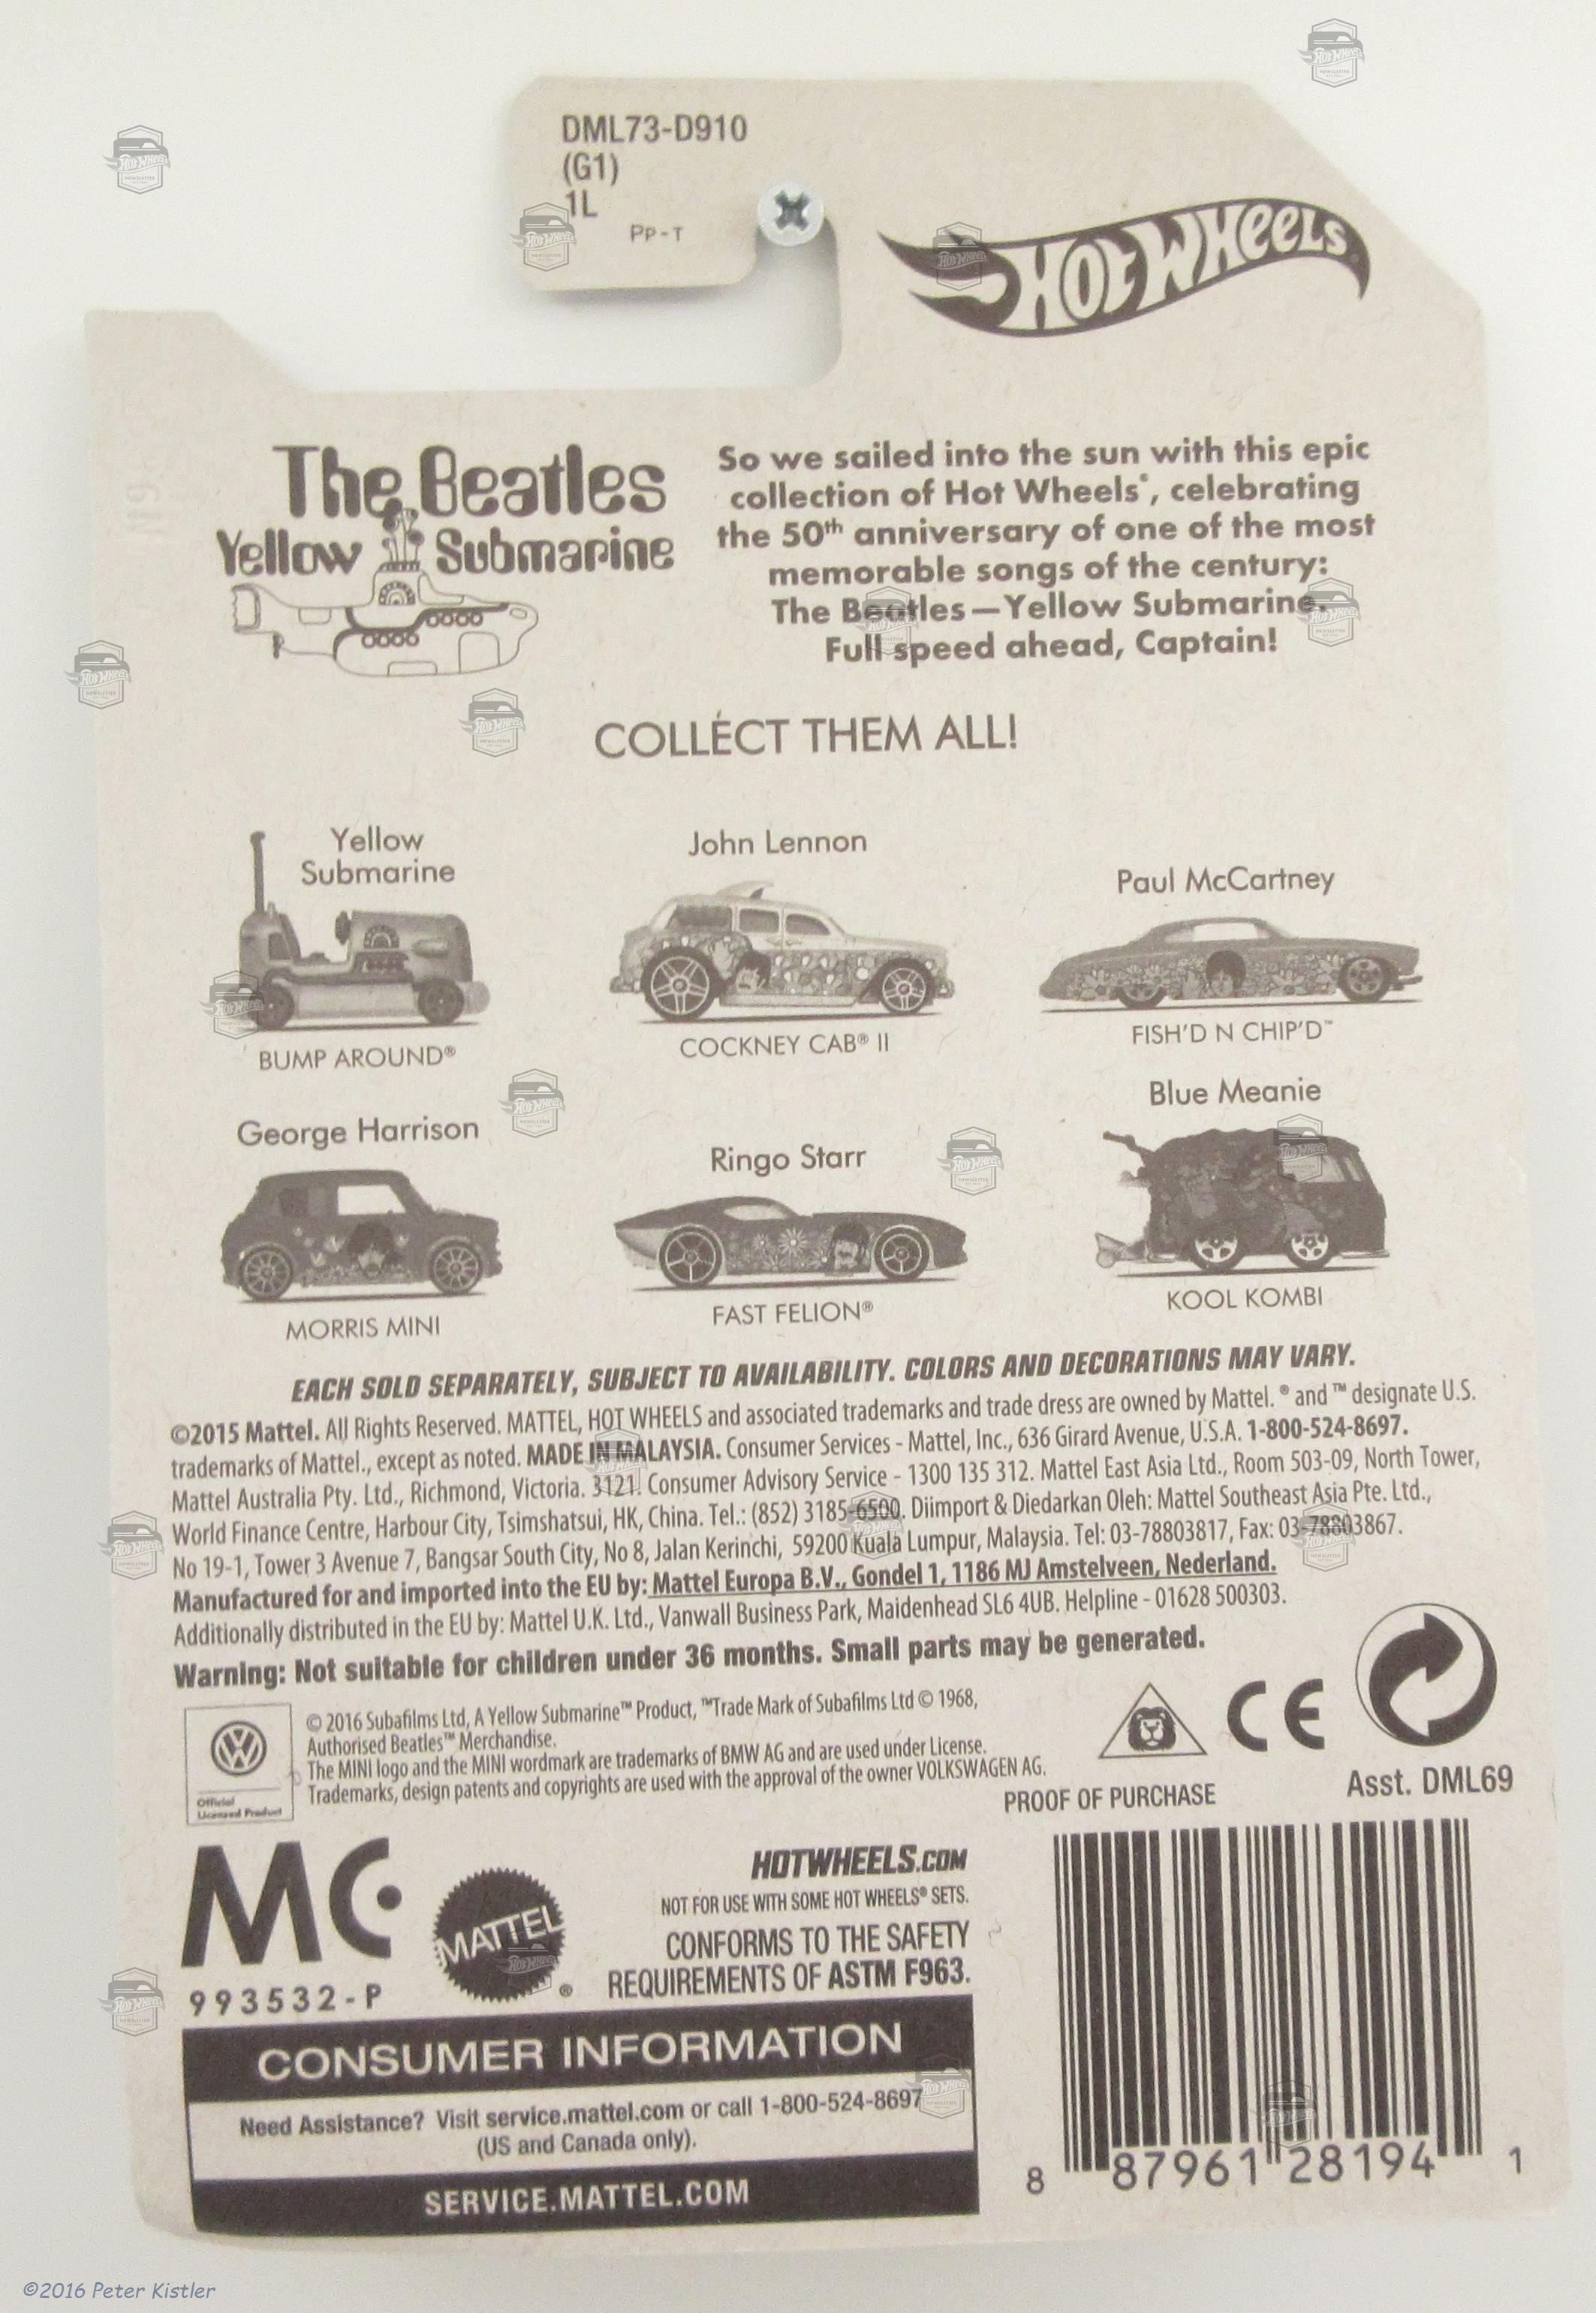 DML73-D910
(G1)
1L
Pp-T
HOT WHEELS
The Beatles
Yellow Submarine
So we sailed into the sun with this epic
collection of Hot Wheels®, celebrating
the 50th anniversary of one of the most
memorable songs of the century:
The Beatles—Yellow Submarine.
Full speed ahead, Captain!
COLLECT THEM ALL!
Yellow
Submarine
BUMP AROUND®
John Lennon
COCKNEY CAB® II
Paul McCartney
FISH'D N CHIP'D™
George Harrison
MORRIS MINI
Ringo Starr
FAST FELION®
Blue Meanie
KOOL KOMBI
EACH SOLD SEPARATELY, SUBJECT TO AVAILABILITY. COLORS AND DECORATIONS MAY VARY.
©2015 Mattel. All Rights Reserved. MATTEL, HOT WHEELS and associated trademarks and trade dress are owned by Mattel. ® and ™ designate U.S.
trademarks of Mattel., except as noted. MADE IN MALAYSIA. Consumer Services - Mattel, Inc., 636 Girard Avenue, U.S.A. 1-800-524-8697.
Mattel Australia Pty. Ltd., Richmond, Victoria. 3121. Consumer Advisory Service - 1300 135 312. Mattel East Asia Ltd., Room 503-09, North Tower,
World Finance Centre, Harbour City, Tsimshatsui, HK, China. Tel.: (852) 3185-6500. Diimport & Diedarkan Oleh: Mattel Southeast Asia Pte. Ltd.,
No 19-1, Tower 3 Avenue 7, Bangsar South City, No 8, Jalan Kerinchi, 59200 Kuala Lumpur, Malaysia. Tel: 03-78803817, Fax: 03-78803867.
Manufactured for and imported into the EU by: Mattel Europa B.V., Gondel 1, 1186 MJ Amstelveen, Nederland.
Additionally distributed in the EU by: Mattel U.K. Ltd., Vanwall Business Park, Maidenhead SL6 4UB. Helpline - 01628 500303.
Warning: Not suitable for children under 36 months. Small parts may be generated.
Official
Licensed Product
© 2016 Subafilms Ltd, A Yellow Submarine™ Product, ™Trade Mark of Subafilms Ltd © 1968,
Authorised Beatles™ Merchandise.
The MINI logo and the MINI wordmark are trademarks of BMW AG and are used under License.
Trademarks, design patents and copyrights are used with the approval of the owner VOLKSWAGEN AG.
CE
PROOF OF PURCHASE
Asst. DML69
MC
993532-P
MATTEL®
HOTWHEELS.COM
NOT FOR USE WITH SOME HOT WHEELS® SETS.
CONFORMS TO THE SAFETY
REQUIREMENTS OF ASTM F963.
CONSUMER INFORMATION
Need Assistance? Visit service.mattel.com or call 1-800-524-8697
(US and Canada only).
SERVICE.MATTEL.COM
8 87961 28194 1
©2016 Peter Kistler